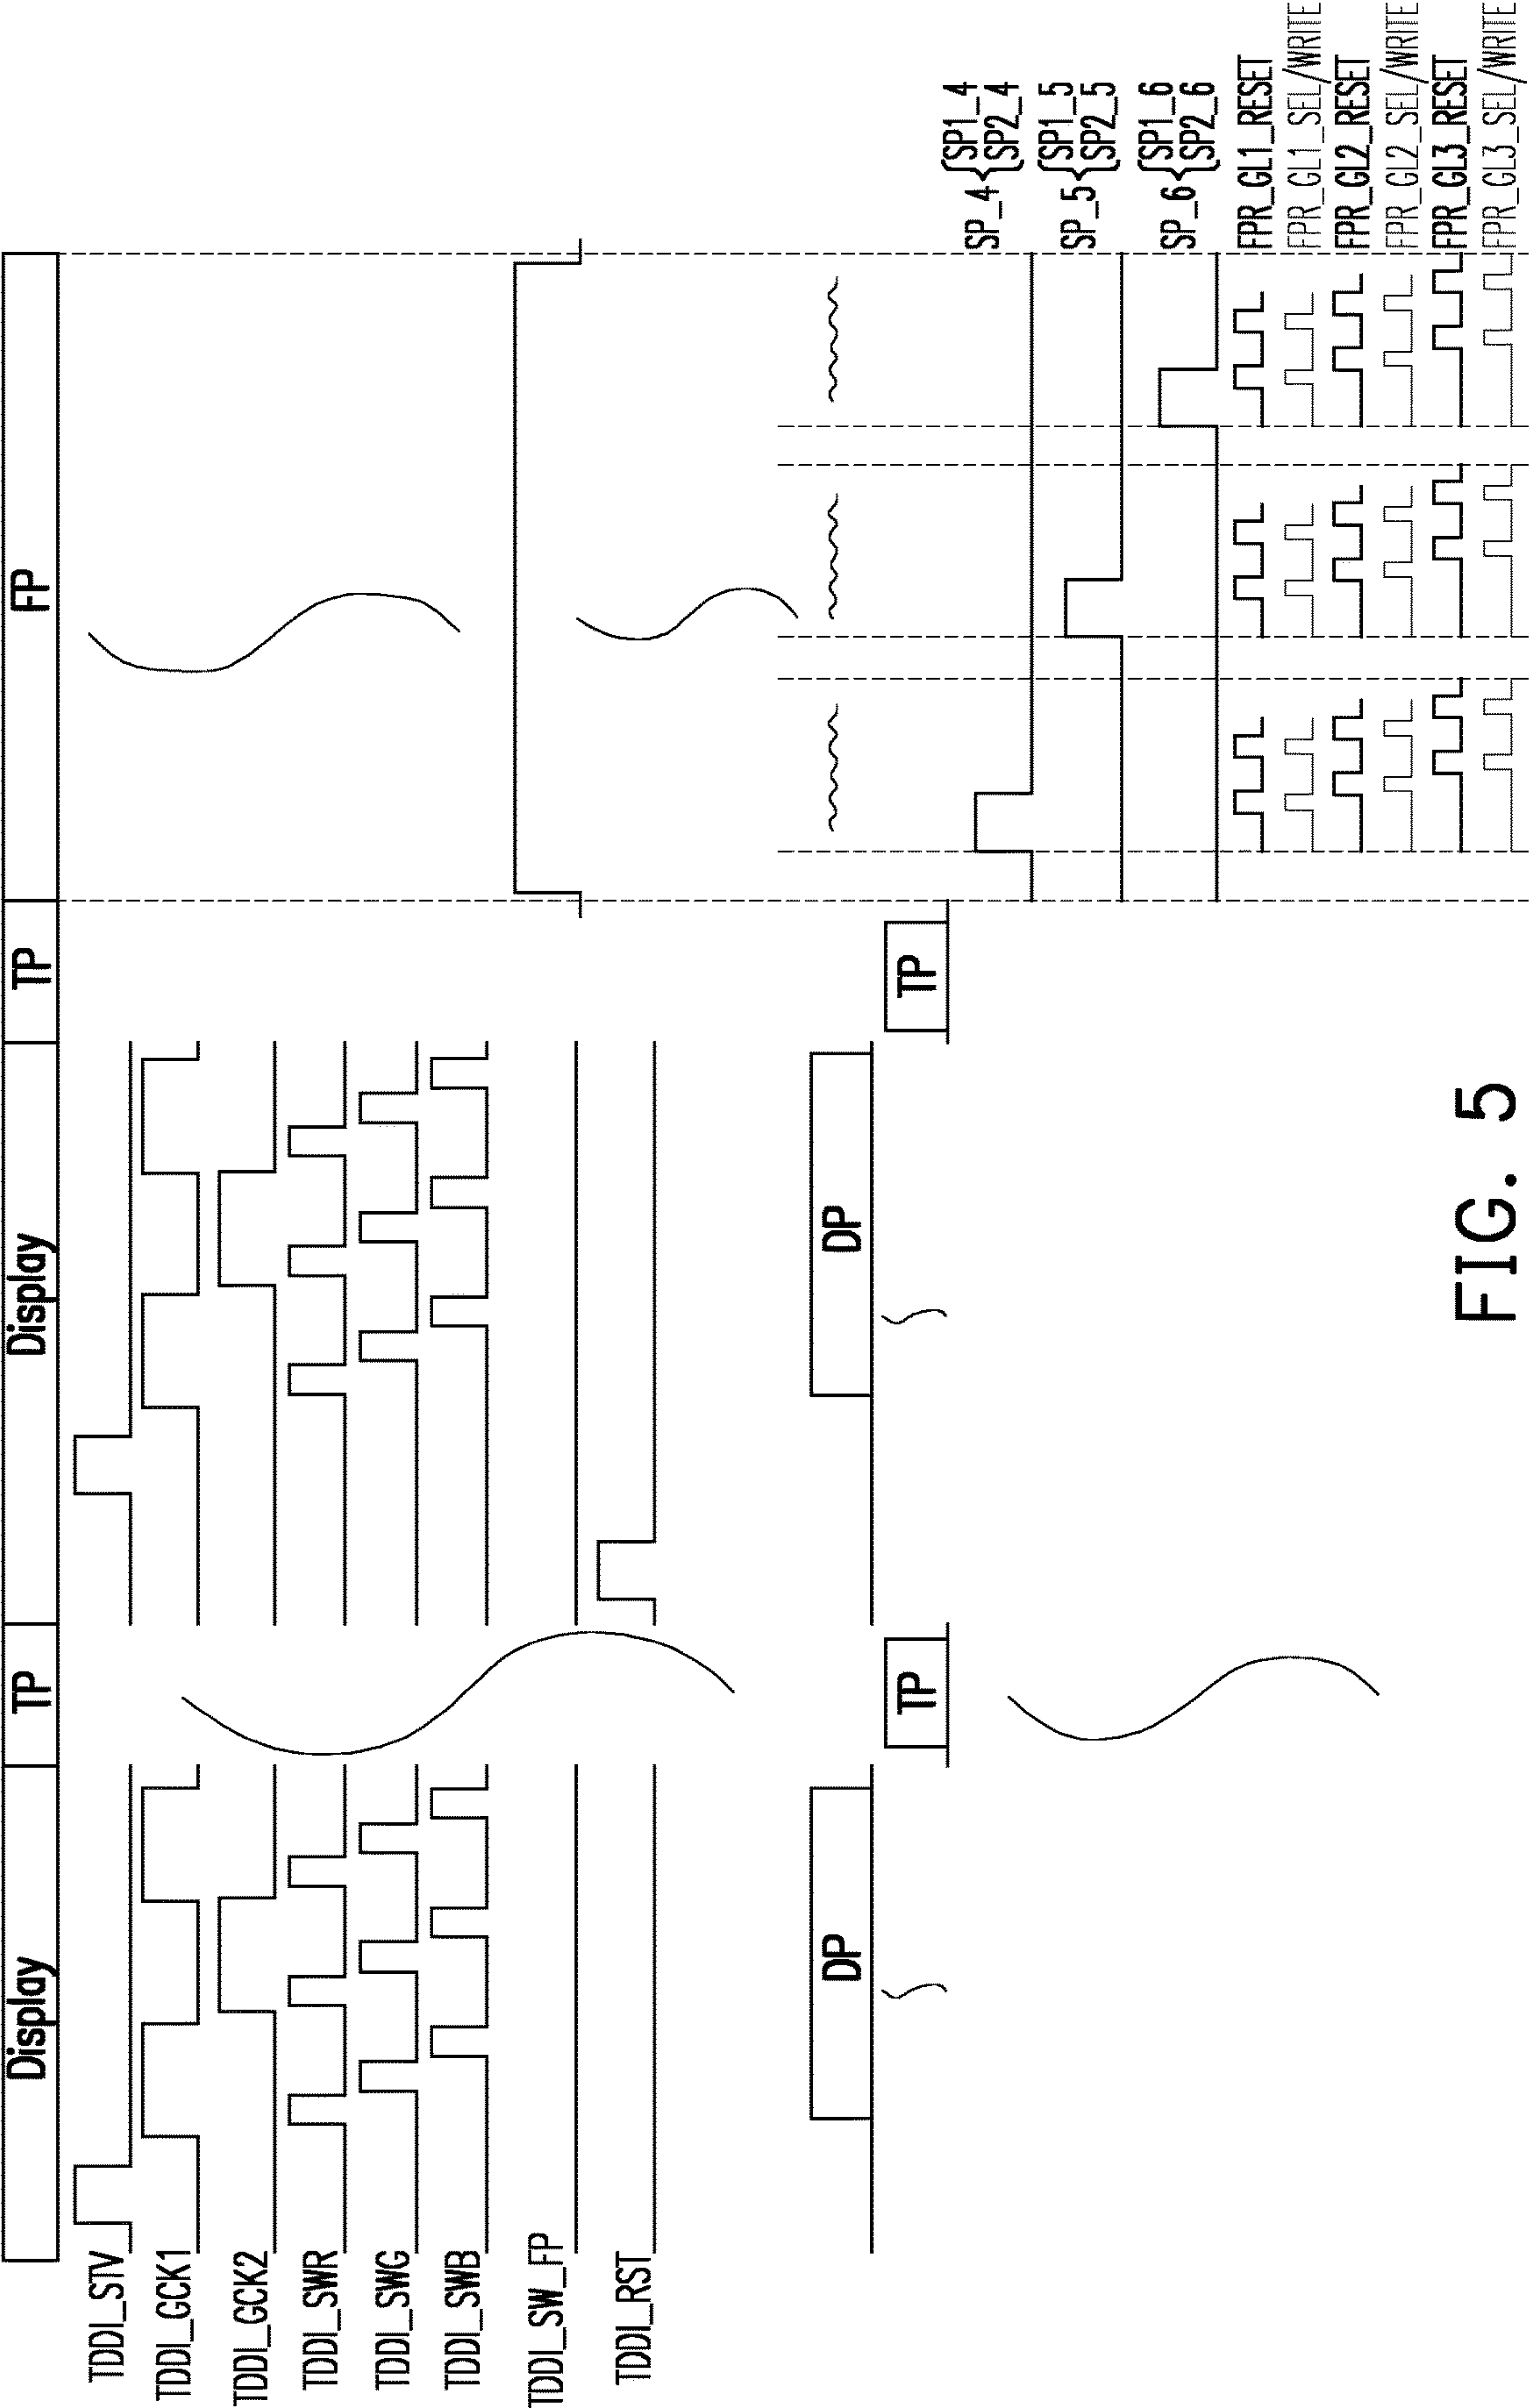 Display TP Display TP FP
TDDI_STV
TDDI_GCK1
TDDI_GCK2
TDDI_SWR
TDDI_SWG
TDDI_SWB
TDDI_SW_FP
TDDI_RST
DP DP
TP TP
SP_4 {SP1_4
SP2_4
SP_5 {SP1_5
SP2_5
SP_6 {SP1_6
SP2_6
FPR_GL1_RESET
FPR_GL1_SEL/WRITE
FPR_GL2_RESET
FPR_GL2_SEL/WRITE
FPR_GL3_RESET
FPR_GL3_SEL/WRITE
FIG. 5